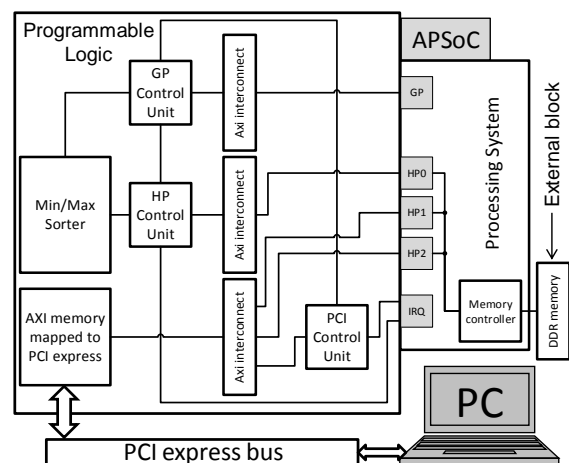 Programmable
Logic
APSoC
GP
Control
Unit
Axi interconnect
GP
Min/Max
Sorter
HP
Control
Unit
Axi interconnect
HP0
HP1
HP2
Processing System
External block
AXI memory
mapped to
PCI express
Axi interconnect
PCI
Control
Unit
IRQ
Memory
controller
DDR memory
PC
PCI express bus